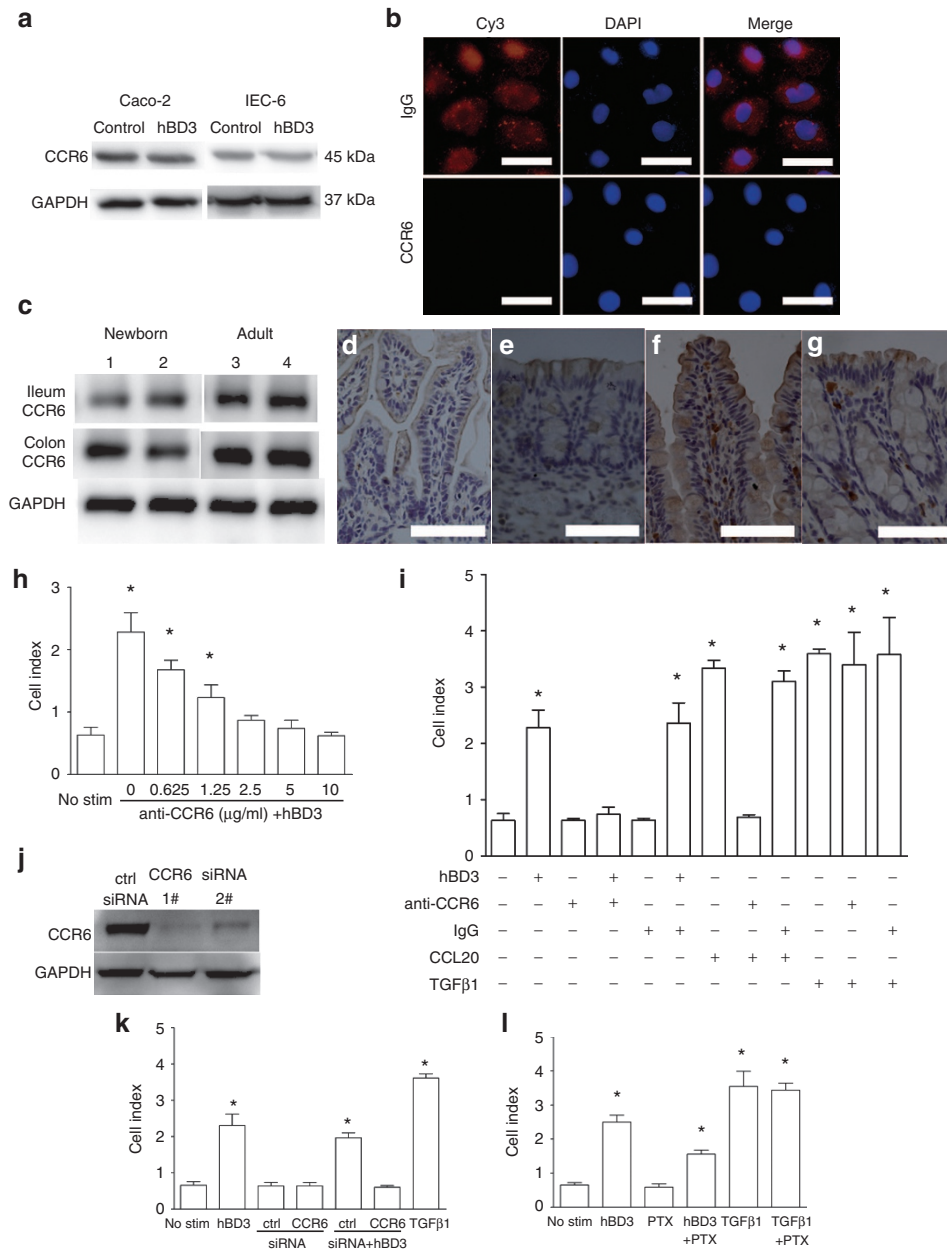 a
Caco-2 IEC-6
Control hBD3 Control hBD3
CCR6 45 kDa
GAPDH 37 kDa
b
Cy3 DAPI Merge
IgG
CCR6
c
Newborn Adult
1 2 3 4
Ileum
CCR6
Colon
CCR6
GAPDH
d e f g
h
3
2
1
0
Cell index
* * *
No stim 0 0.625 1.25 2.5 5 10
anti-CCR6 (μg/ml) +hBD3
i
5
4
3
2
1
0
Cell index
* * * * * * *
hBD3 − + − + − + − − − − − −
anti-CCR6 − − + + − − − + − − + −
IgG − − − − + + − − + − − +
CCL20 − − − − − − + + + − − −
TGFβ1 − − − − − − − − − + + +
j
ctrl CCR6 siRNA
siRNA 1# 2#
CCR6
GAPDH
k
5
4
3
2
1
0
Cell index
* * *
No stim hBD3 ctrl CCR6 ctrl CCR6 TGFβ1
siRNA siRNA+hBD3
l
5
4
3
2
1
0
Cell index
* * * *
No stim hBD3 PTX hBD3 TGFβ1 TGFβ1
+PTX +PTX